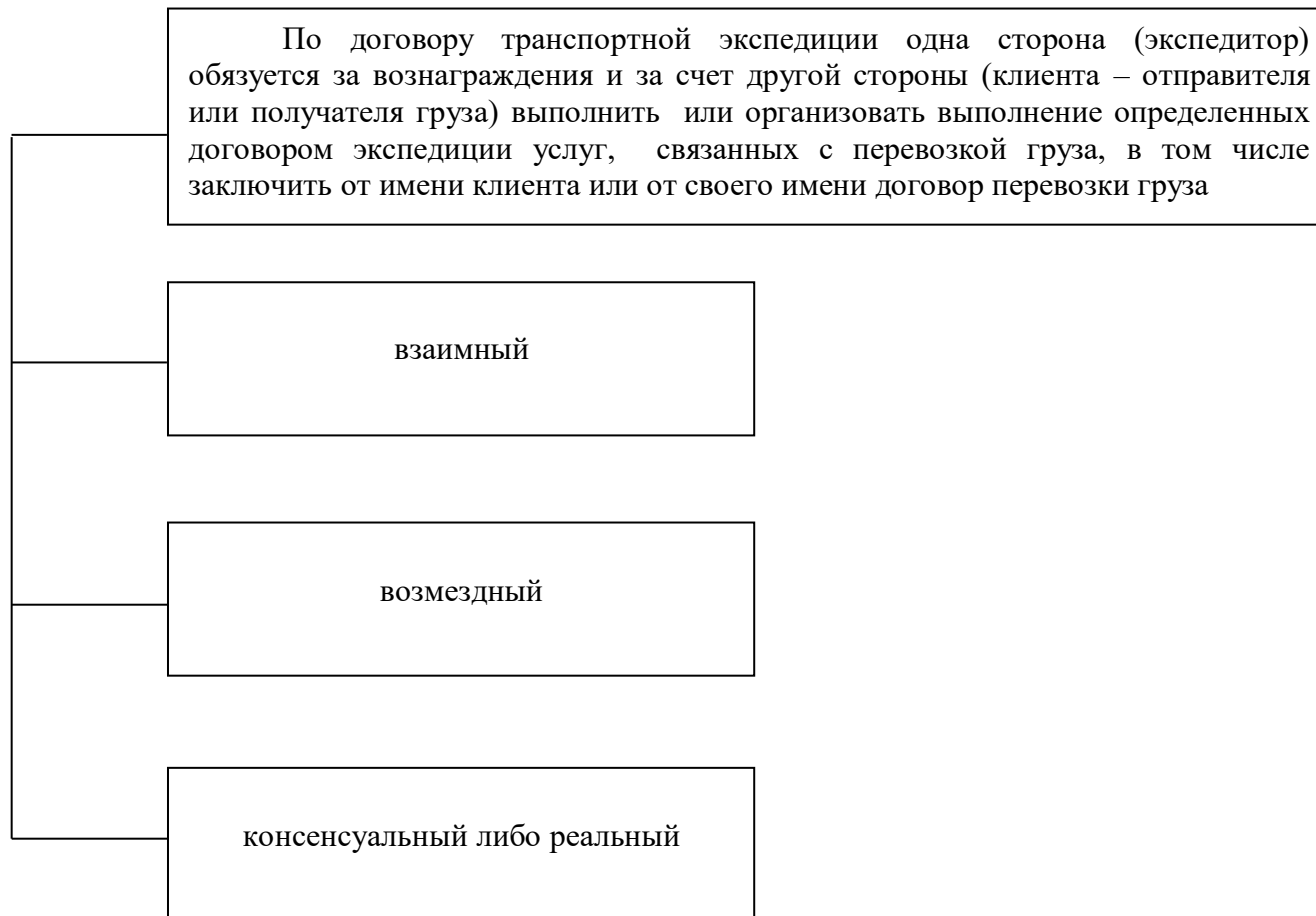 По договору транспортной экспедиции одна сторона (экспедитор)
обязуется за вознаграждения и за счет другой стороны (клиента – отправителя
или получателя груза) выполнить или организовать выполнение определенных
договором экспедиции услуг, связанных с перевозкой груза, в том числе
заключить от имени клиента или от своего имени договор перевозки груза
взаимный
возмездный
консенсуальный либо реальный